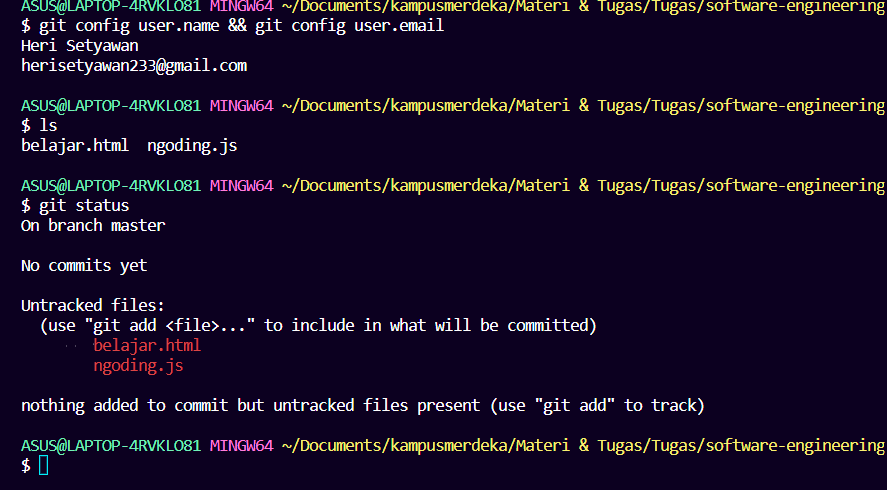 ASUS@LAPTOP-4RVKLO81 MINGW64 ~/Documents/kampusmerdeka/Materi & Tugas/Tugas/software-engineering
$ git config user.name && git config user.email
Heri Setyawan
herisetyawan233@gmail.com
ASUS@LAPTOP-4RVKLO81 MINGW64 ~/Documents/kampusmerdeka/Materi & Tugas/Tugas/software-engineering
$ ls
belajar.html  ngoding.js
ASUS@LAPTOP-4RVKLO81 MINGW64 ~/Documents/kampusmerdeka/Materi & Tugas/Tugas/software-engineering
$ git status
On branch master
No commits yet
Untracked files:
  (use "git add <file>..." to include in what will be committed)
        belajar.html
        ngoding.js
nothing added to commit but untracked files present (use "git add" to track)
ASUS@LAPTOP-4RVKLO81 MINGW64 ~/Documents/kampusmerdeka/Materi & Tugas/Tugas/software-engineering
$